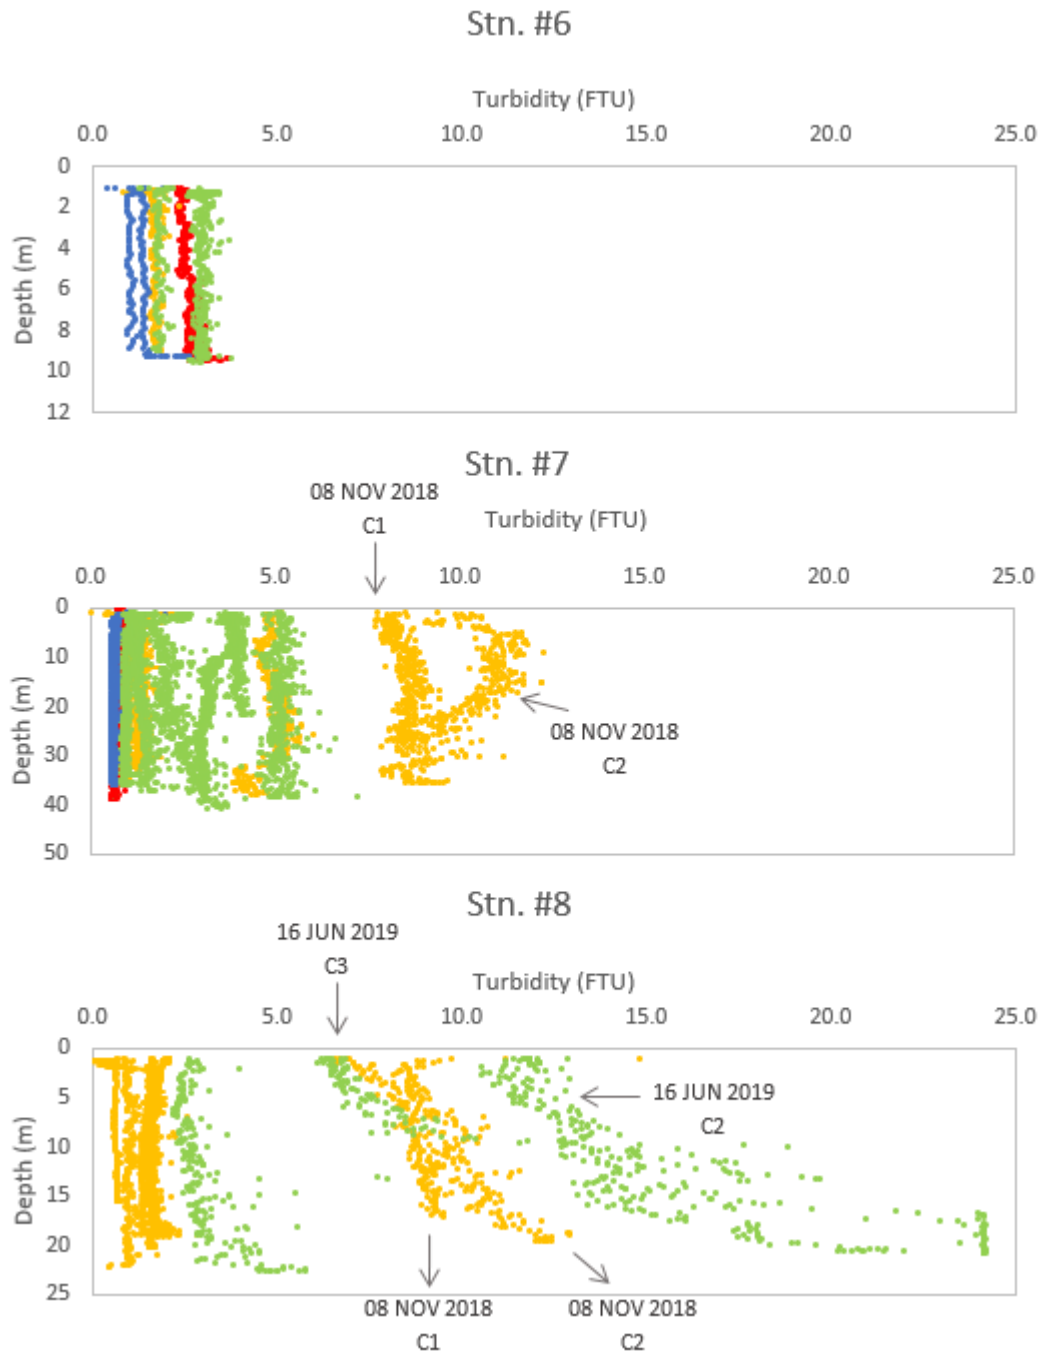 Stn. #6
Turbidity (FTU)
0.0 5.0 10.0 15.0 20.0 25.0
0
2
4
6
8
10
12
Depth (m)
Stn. #7
08 NOV 2018
C1
Turbidity (FTU)
0.0 5.0 10.0 15.0 20.0 25.0
0
10
20
30
40
50
Depth (m)
08 NOV 2018
C2
Stn. #8
16 JUN 2019
C3
Turbidity (FTU)
0.0 5.0 10.0 15.0 20.0 25.0
0
5
10
15
20
25
Depth (m)
16 JUN 2019
C2
08 NOV 2018
C1
08 NOV 2018
C2